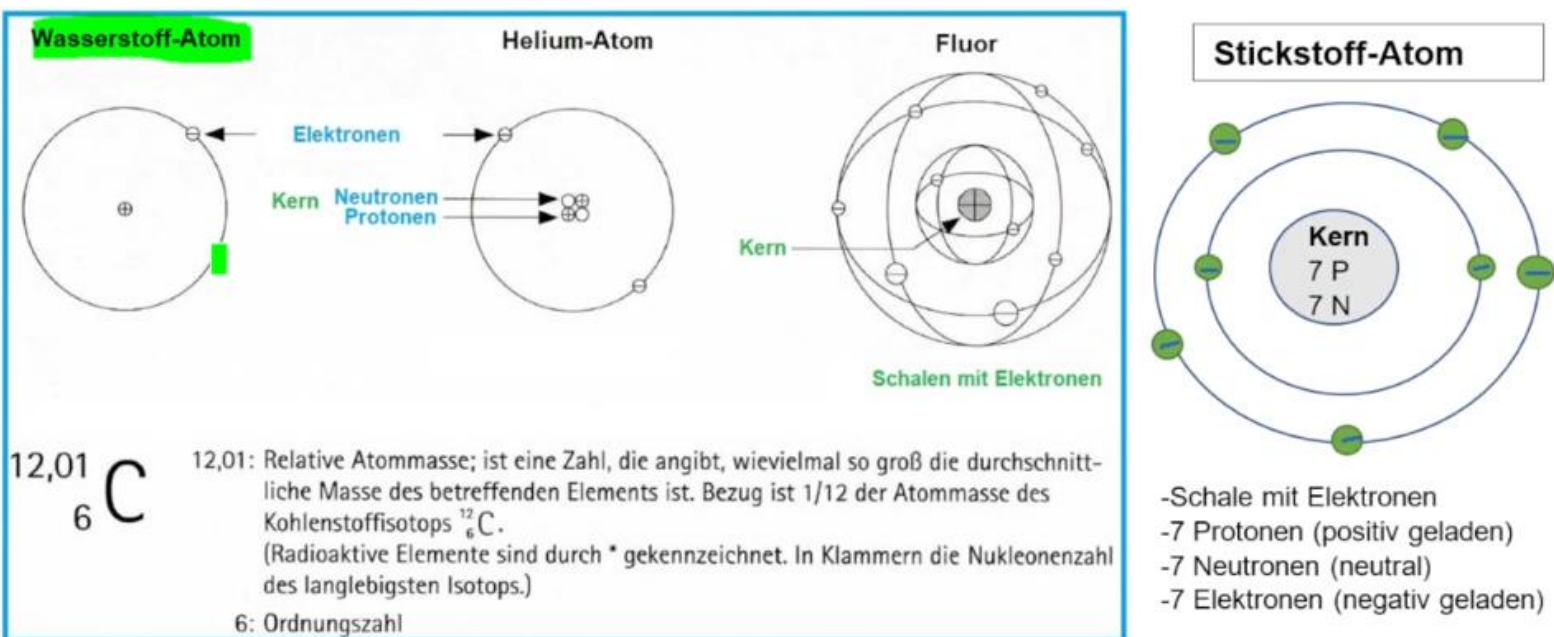 Wasserstoff-Atom
Helium-Atom
Fluor
Elektronen
Kern
Neutronen
Protonen
Kern
Schalen mit Elektronen
12,01
6
C
12,01: Relative Atommasse; ist eine Zahl, die angibt, wievielmal so groß die durchschnitt-
liche Masse des betreffenden Elements ist. Bezug ist 1/12 der Atommasse des
Kohlenstoffisotops ¹²₆C.
(Radioaktive Elemente sind durch * gekennzeichnet. In Klammern die Nukleonenzahl
des langlebigsten Isotops.)
6: Ordnungszahl
Stickstoff-Atom
Kern
7 P
7 N
-Schale mit Elektronen
-7 Protonen (positiv geladen)
-7 Neutronen (neutral)
-7 Elektronen (negativ geladen)